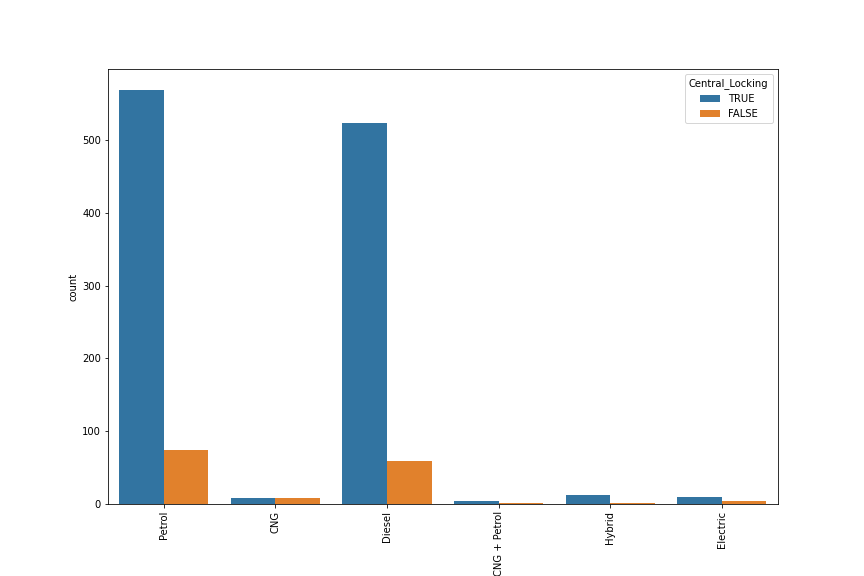 Central_Locking
TRUE
FALSE
count
500
400
300
200
100
0
Petrol
CNG
Diesel
CNG + Petrol
Hybrid
Electric